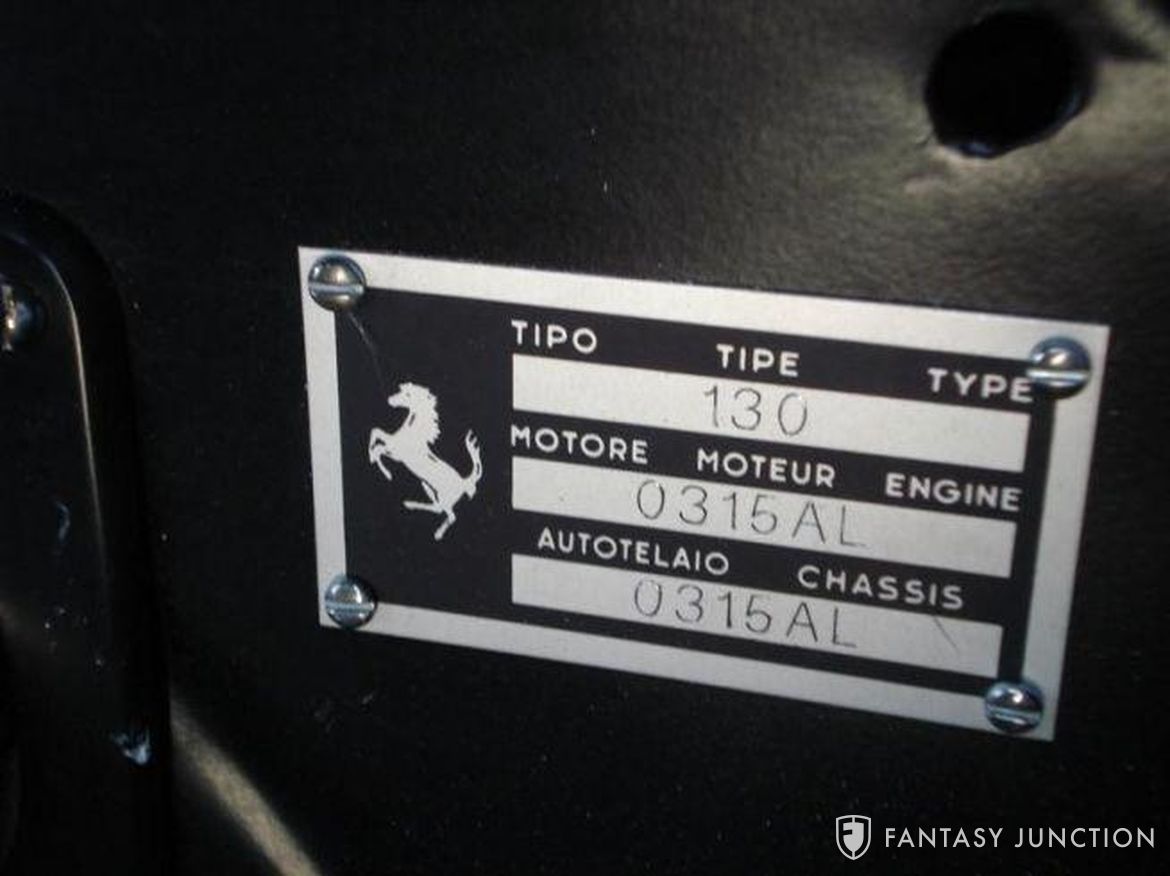 TIPO TIPE TYPE
130
MOTORE MOTEUR ENGINE
0315AL
AUTOTELAIO CHASSIS
0315AL
FANTASY JUNCTION